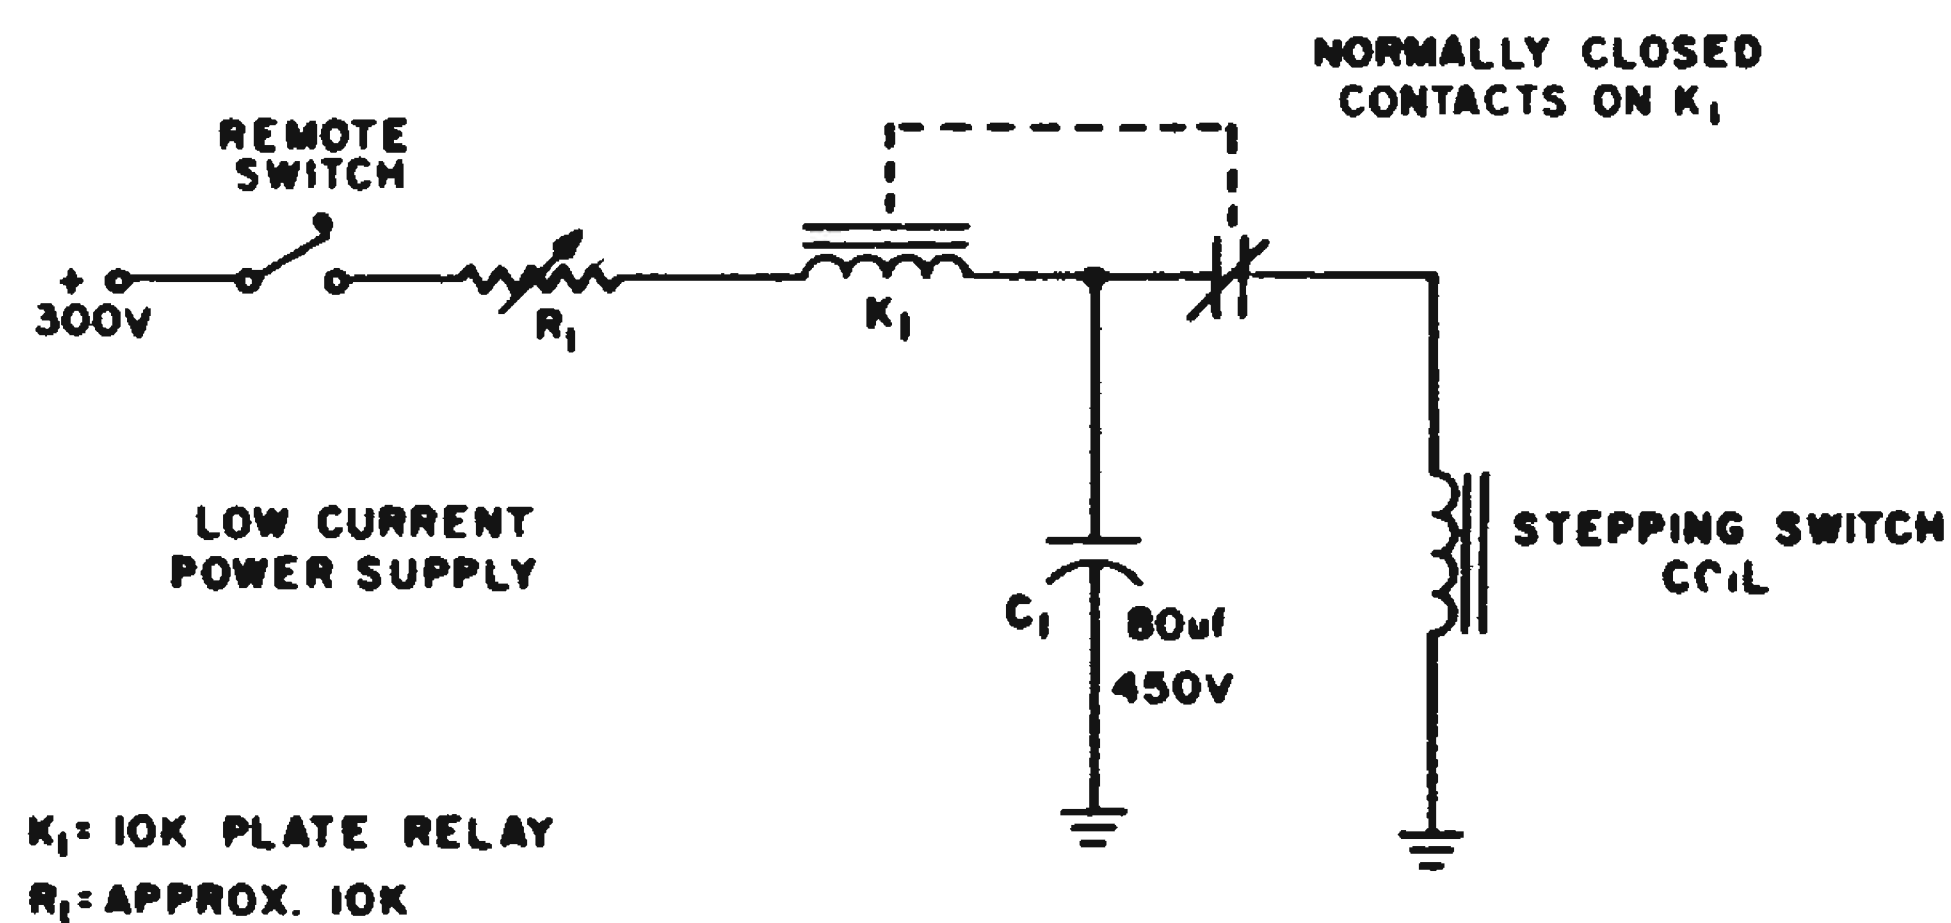 NORMALLY CLOSED
CONTACTS ON K1
REMOTE
SWITCH
+
300V
R1
K1
LOW CURRENT
POWER SUPPLY
STEPPING SWITCH
COIL
C1
80uf
450V
K1= 10K PLATE RELAY
R1= APPROX. 10K